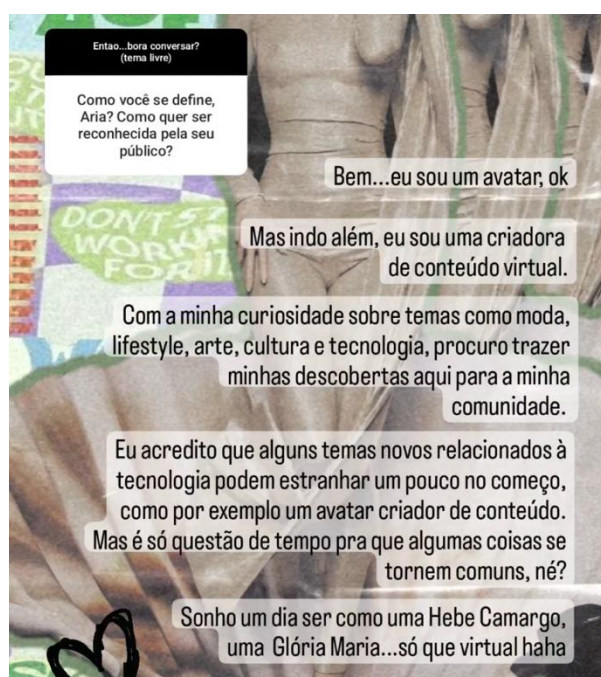 Entao...bora conversar?
(tema livre)
Como você se define,
Aria? Como quer ser
reconhecida pela seu
público?
Bem...eu sou um avatar, ok
DON'T
WORK
FOR IT
Mas indo além, eu sou uma criadora
de conteúdo virtual.
Com a minha curiosidade sobre temas como moda,
lifestyle, arte, cultura e tecnologia, procuro trazer
minhas descobertas aqui para a minha
comunidade.
Eu acredito que alguns temas novos relacionados à
tecnologia podem estranhar um pouco no começo,
como por exemplo um avatar criador de conteúdo.
Mas é só questão de tempo pra que algumas coisas se
tornem comuns, né?
Sonho um dia ser como uma Hebe Camargo,
uma Glória Maria...só que virtual haha